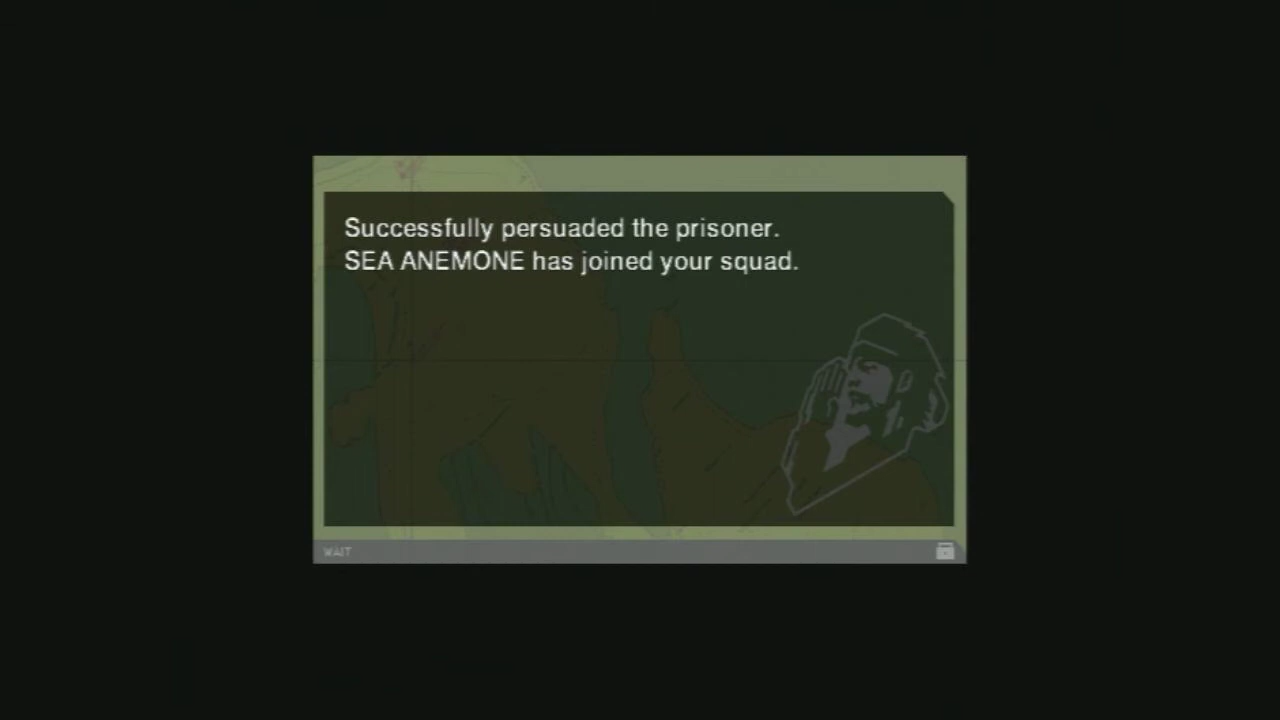 Successfully persuaded the prisoner.
SEA ANEMONE has joined your squad.
WAIT